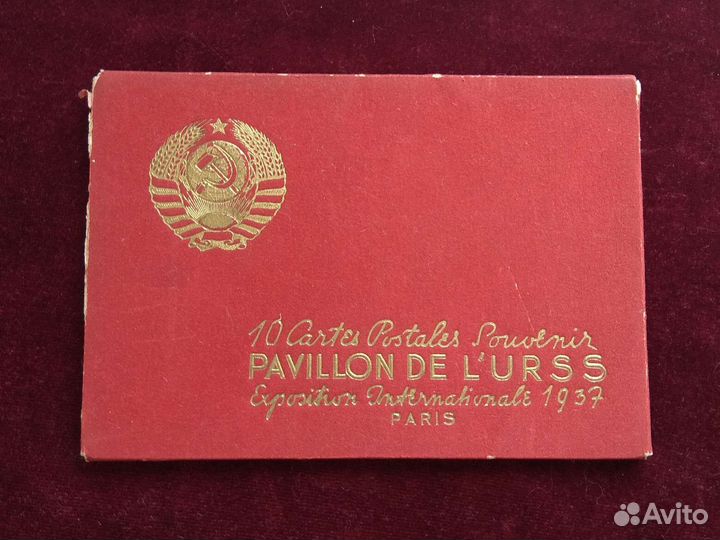 10 Cartes Postales Souvenir
PAVILLON DE L'URSS
Exposition Internationale 1937
PARIS
Avito